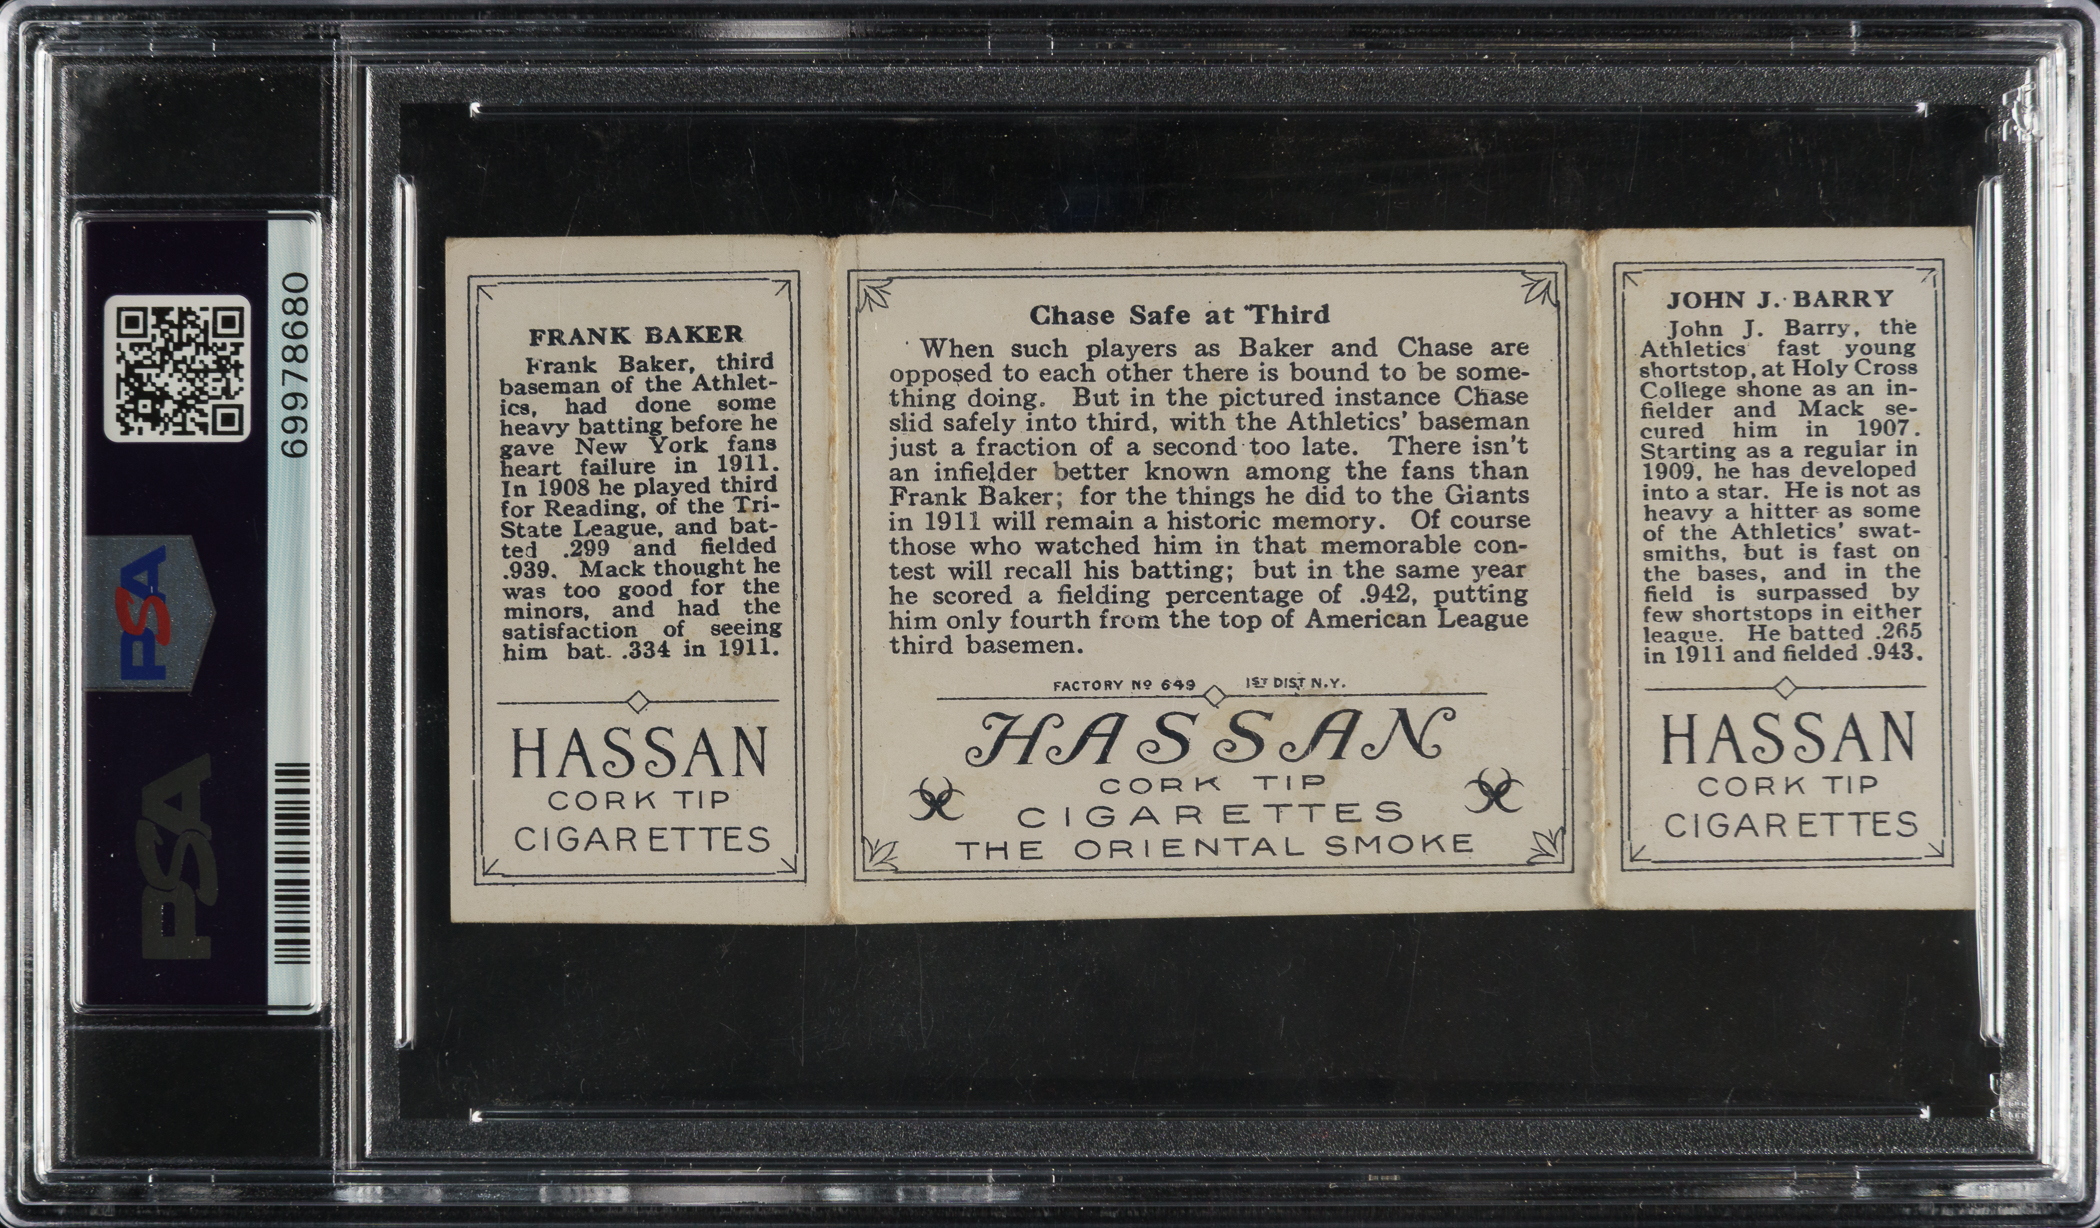 69978680
PSA
PSA
FRANK BAKER
Frank Baker, third
baseman of the Athlet-
ics, had done some
heavy batting before he
gave New York fans
heart failure in 1911.
In 1908 he played third
for Reading, of the Tri-
State League, and bat-
ted .299 and fielded
.939. Mack thought he
was too good for the
minors, and had the
satisfaction of seeing
him bat .334 in 1911.
HASSAN
CORK TIP
CIGARETTES
Chase Safe at Third
When such players as Baker and Chase are
opposed to each other there is bound to be some-
thing doing. But in the pictured instance Chase
slid safely into third, with the Athletics' baseman
just a fraction of a second too late. There isn't
an infielder better known among the fans than
Frank Baker; for the things he did to the Giants
in 1911 will remain a historic memory. Of course
those who watched him in that memorable con-
test will recall his batting; but in the same year
he scored a fielding percentage of .942, putting
him only fourth from the top of American League
third basemen.
FACTORY Nº 649 1ST DIST N.Y.
HASSAN
CORK TIP
CIGARETTES
THE ORIENTAL SMOKE
JOHN J. BARRY
John J. Barry, the
Athletics fast young
shortstop, at Holy Cross
College shone as an in-
fielder and Mack se-
cured him in 1907.
Starting as a regular in
1909, he has developed
into a star. He is not as
heavy a hitter as some
of the Athletics' swat-
smiths, but is fast on
the bases, and in the
field is surpassed by
few shortstops in either
league. He batted .265
in 1911 and fielded .943.
HASSAN
CORK TIP
CIGARETTES